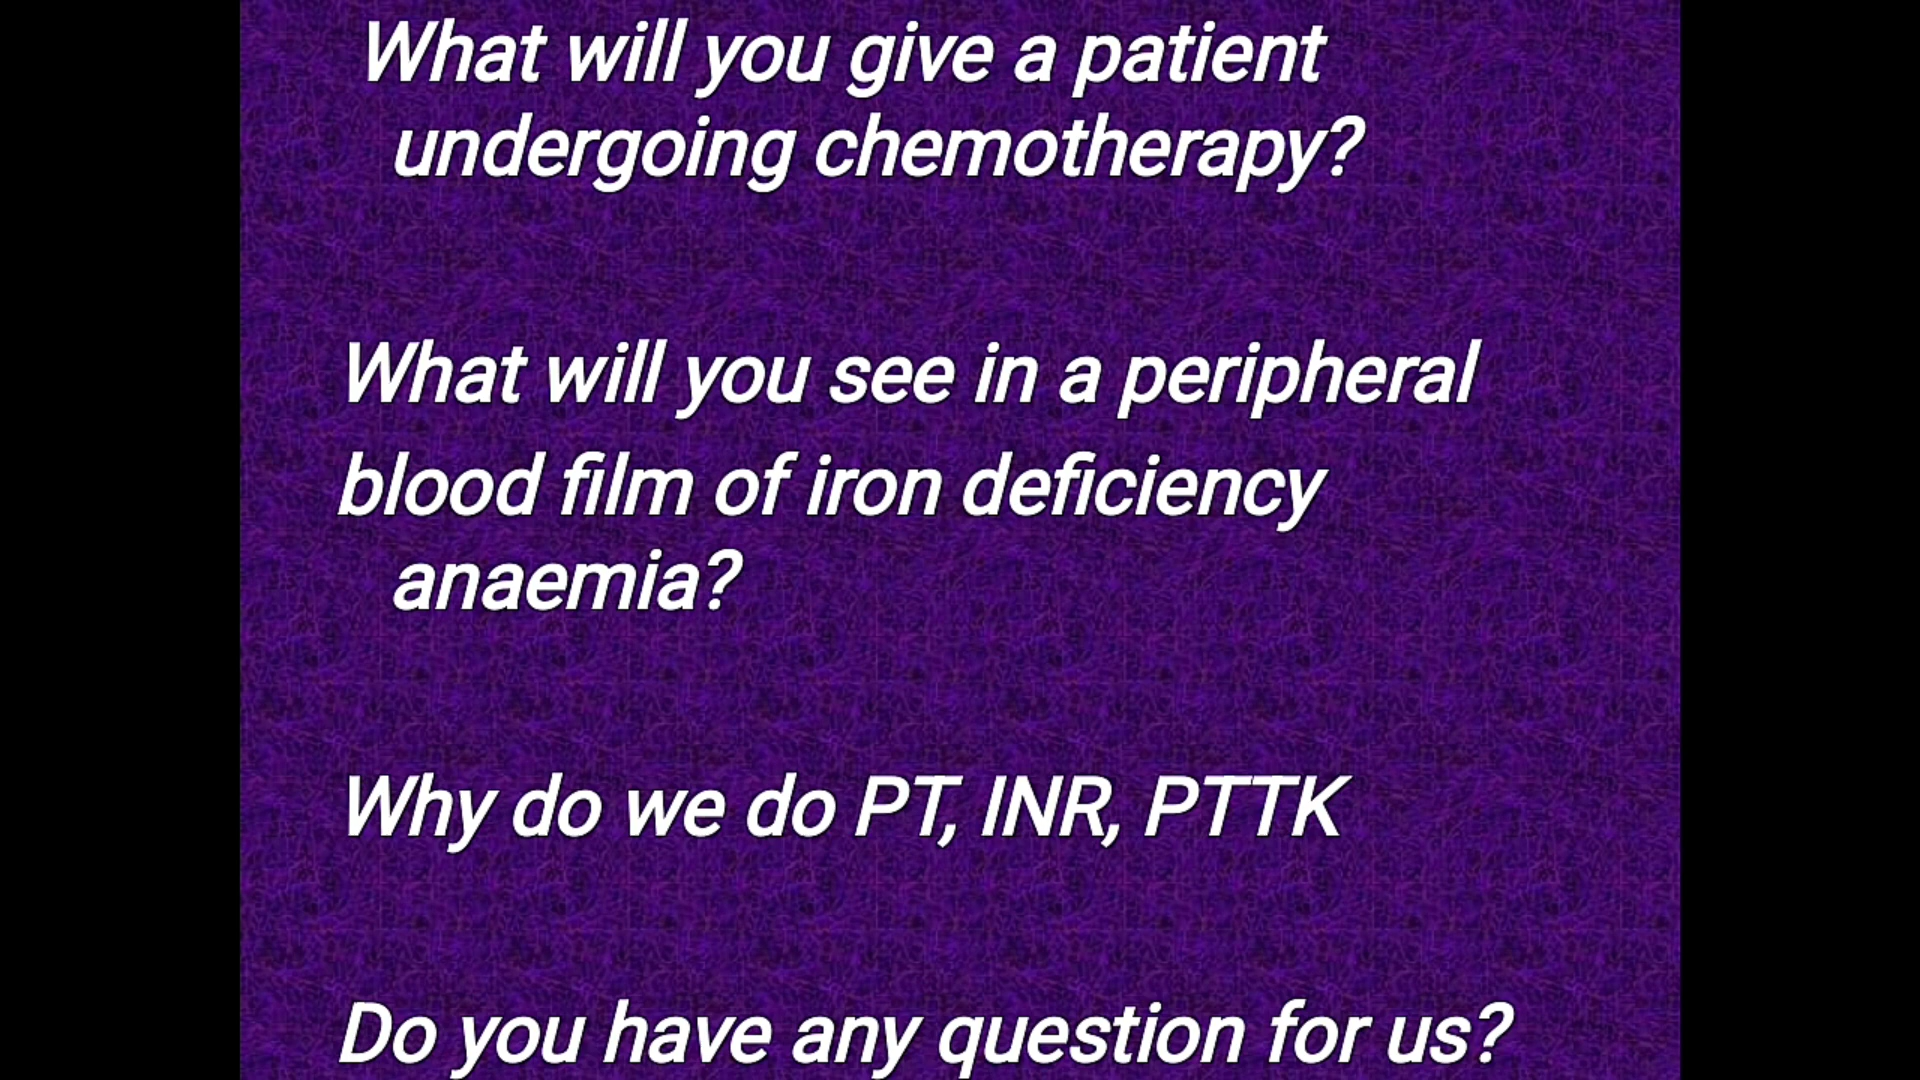 What will you give a patient
undergoing chemotherapy?
What will you see in a peripheral
blood film of iron deficiency
anaemia?
Why do we do PT, INR, PTTK
Do you have any question for us?